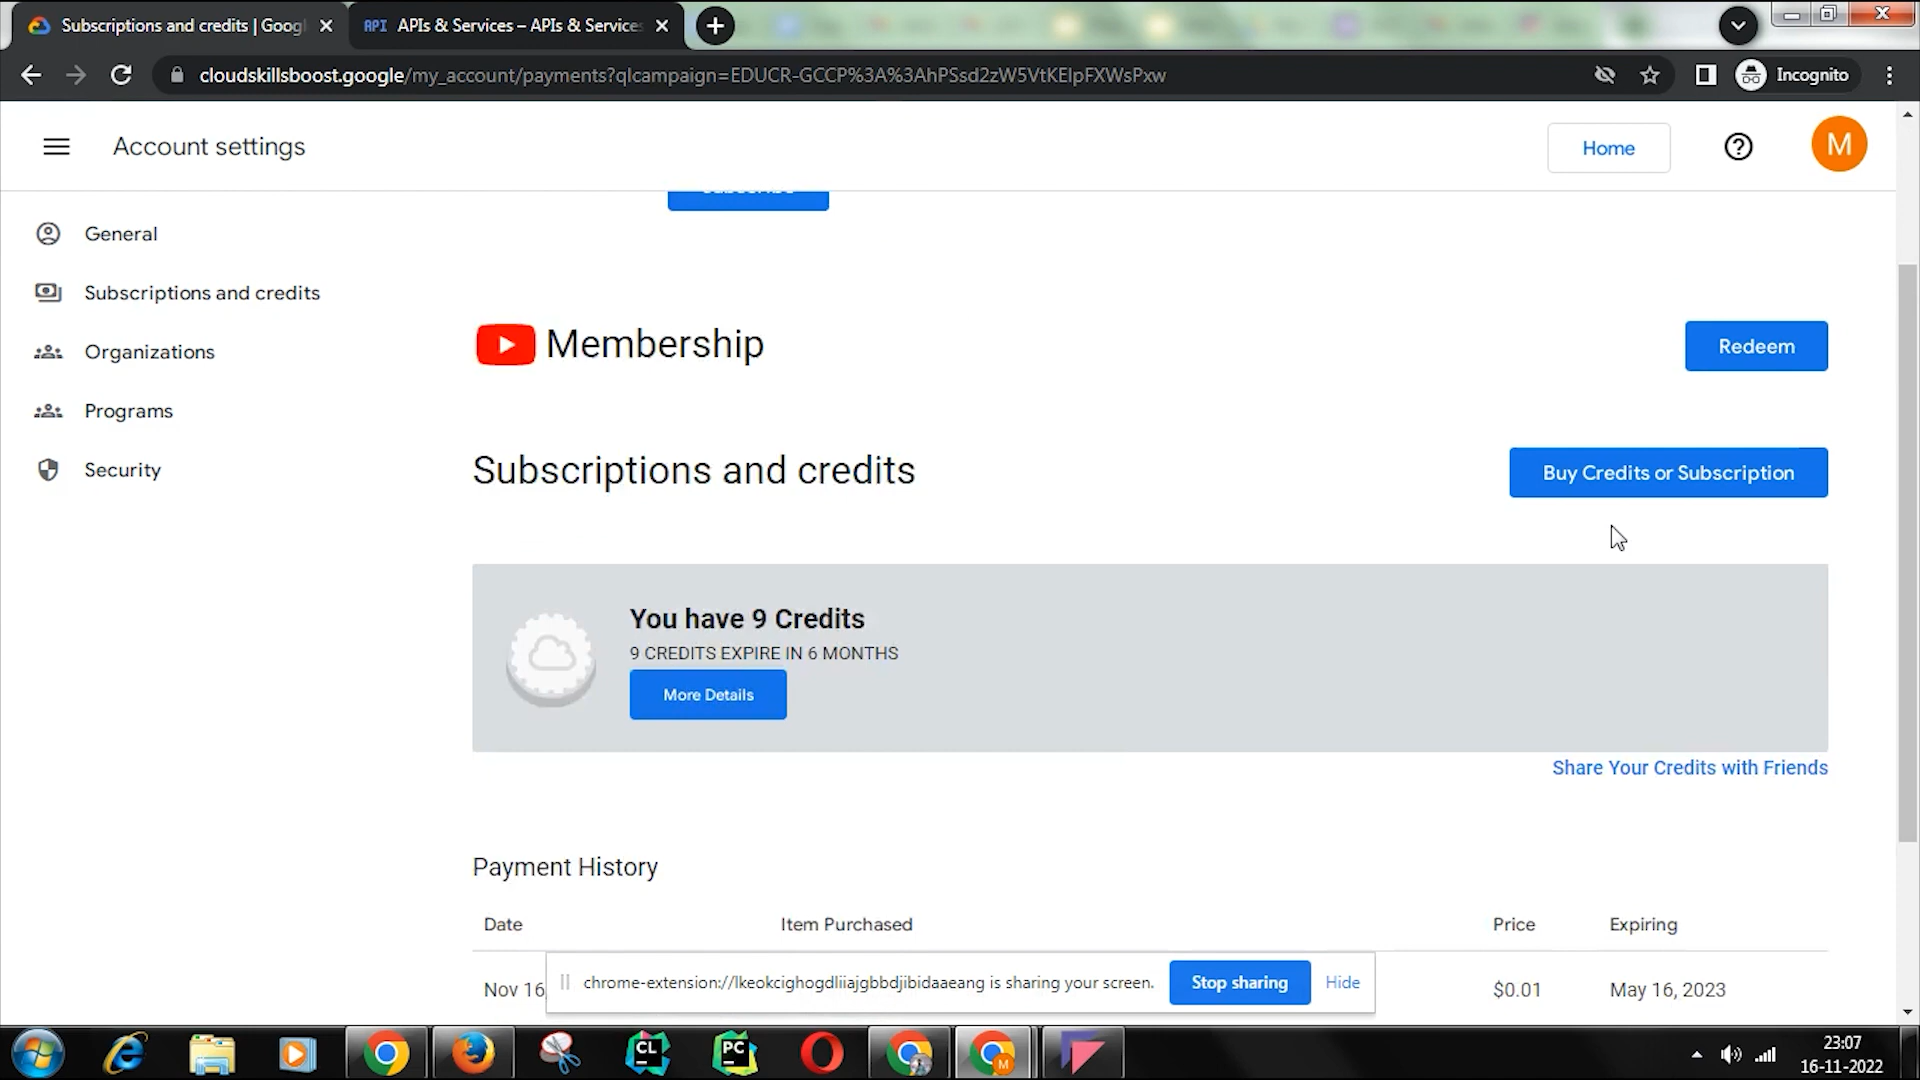 Subscriptions and credits | Goog
API APIs & Services – APIs & Service
cloudskillsboost.google/my_account/payments?qlcampaign=EDUCR-GCCP%3A%3AhPSsd2zW5VtKElpFXWsPxw
Incognito
Account settings
Home
M
General
Subscriptions and credits
Organizations
Programs
Security
Membership
Redeem
Subscriptions and credits
Buy Credits or Subscription
You have 9 Credits
9 CREDITS EXPIRE IN 6 MONTHS
More Details
Share Your Credits with Friends
Payment History
Date Item Purchased Price Expiring
Nov 16, $0.01 May 16, 2023
chrome-extension://lkeokcighogdliiajgbbdjibidaaeang is sharing your screen. Stop sharing Hide
CL
PC
M
23:07
16-11-2022